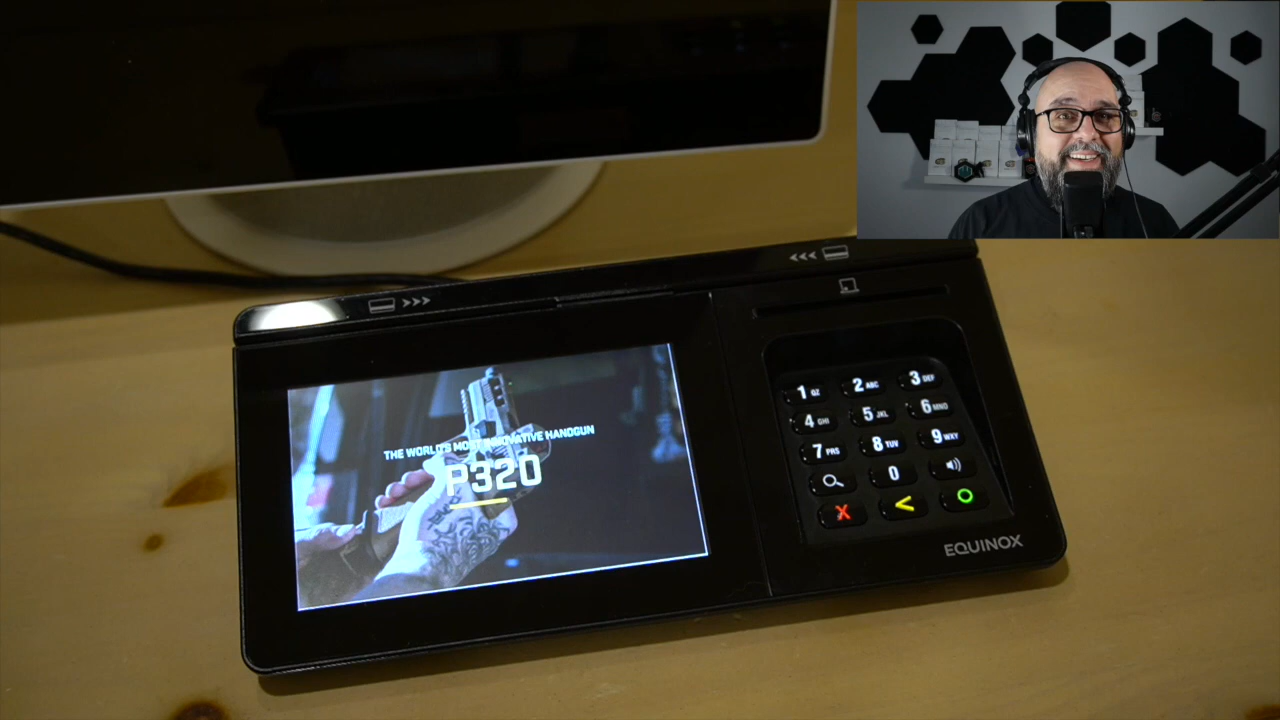 THE WORLD'S MOST INNOVATIVE HANDGUN
P320
1 QZ 2 ABC 3 DEF
4 GHI 5 JKL 6 MNO
7 PRS 8 TUV 9 WXY
0
X < O
EQUINOX